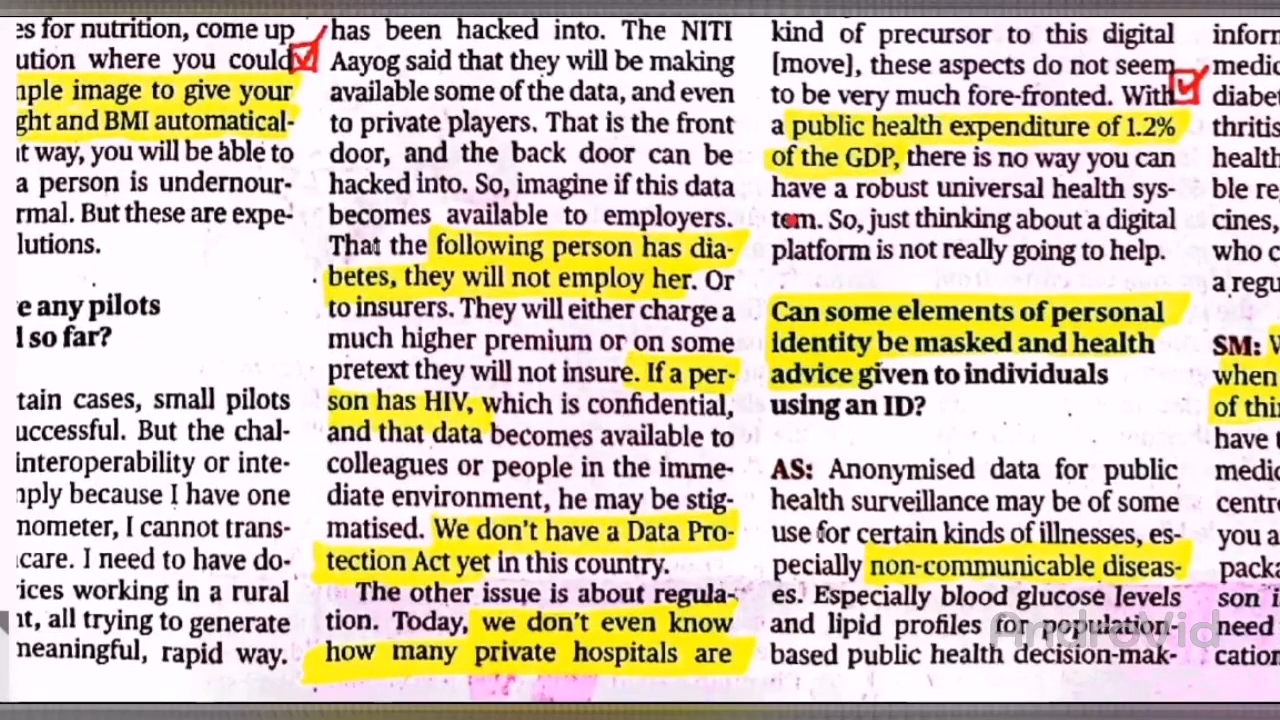 es for nutrition, come up
ution where you could
mple image to give your
ght and BMI automatical-
at way, you will be able to
a person is undernour-
rmal. But these are expe-
lutions.
e any pilots
l so far?
tain cases, small pilots
uccessful. But the chal-
interoperability or inte-
mply because I have one
nometer, I cannot trans-
care. I need to have do-
ices working in a rural
nt, all trying to generate
meaningful, rapid way.
has been hacked into. The NITI
Aayog said that they will be making
available some of the data, and even
to private players. That is the front
door, and the back door can be
hacked into. So, imagine if this data
becomes available to employers.
That the following person has dia-
betes, they will not employ her. Or
to insurers. They will either charge a
much higher premium or on some
pretext they will not insure. If a per-
son has HIV, which is confidential,
and that data becomes available to
colleagues or people in the imme-
diate environment, he may be stig-
matised. We don't have a Data Pro-
tection Act yet in this country.
The other issue is about regula-
tion. Today, we don't even know
how many private hospitals are
kind of precursor to this digital
[move], these aspects do not seem
to be very much fore-fronted. With
a public health expenditure of 1.2%
of the GDP, there is no way you can
have a robust universal health sys-
tem. So, just thinking about a digital
platform is not really going to help.
Can some elements of personal
identity be masked and health
advice given to individuals
using an ID?
AS: Anonymised data for public
health surveillance may be of some
use for certain kinds of illnesses, es-
pecially non-communicable diseas-
es. Especially blood glucose levels
and lipid profiles for population-
based public health decision-mak-
inforn
medic
diabet
thritis
health
ble re
cines,
who c
a regu
SM: W
when
of thi
have
medic
centr
you a
packa
son i
need
cation
AndroVid